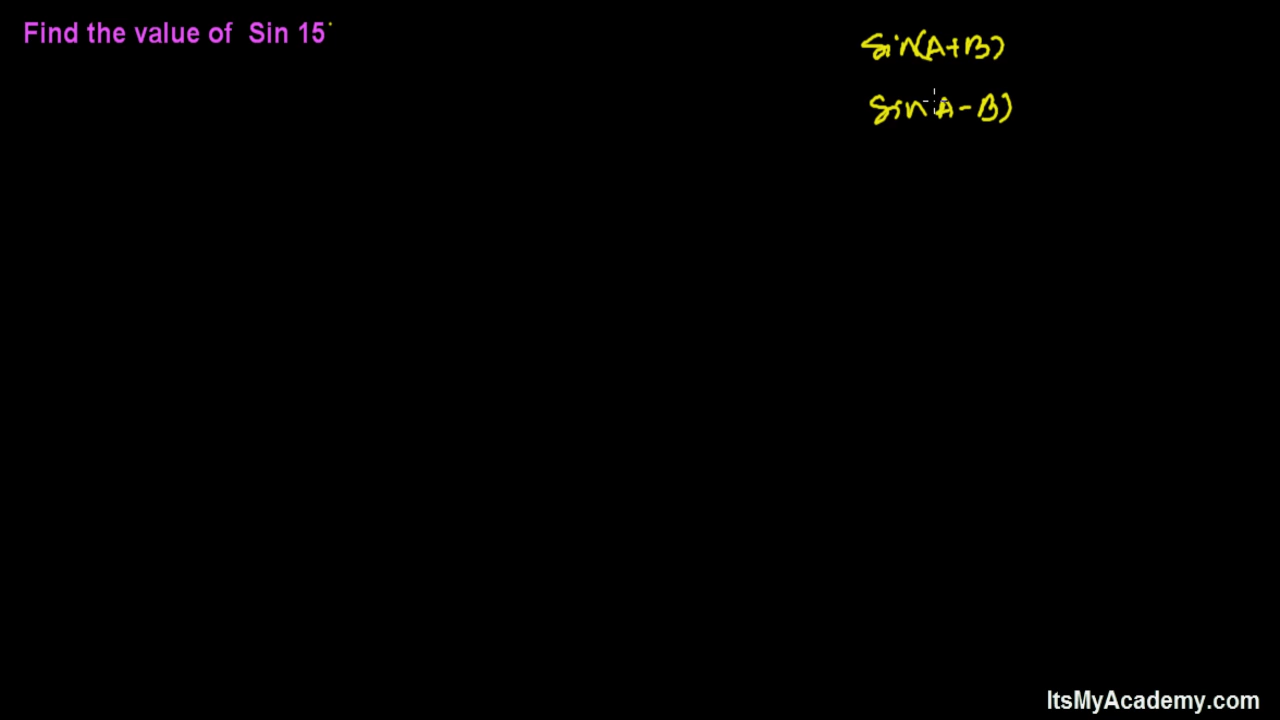 Find the value of Sin 15°
Sin(A+B)
Sin(A-B)
ItsMyAcademy.com